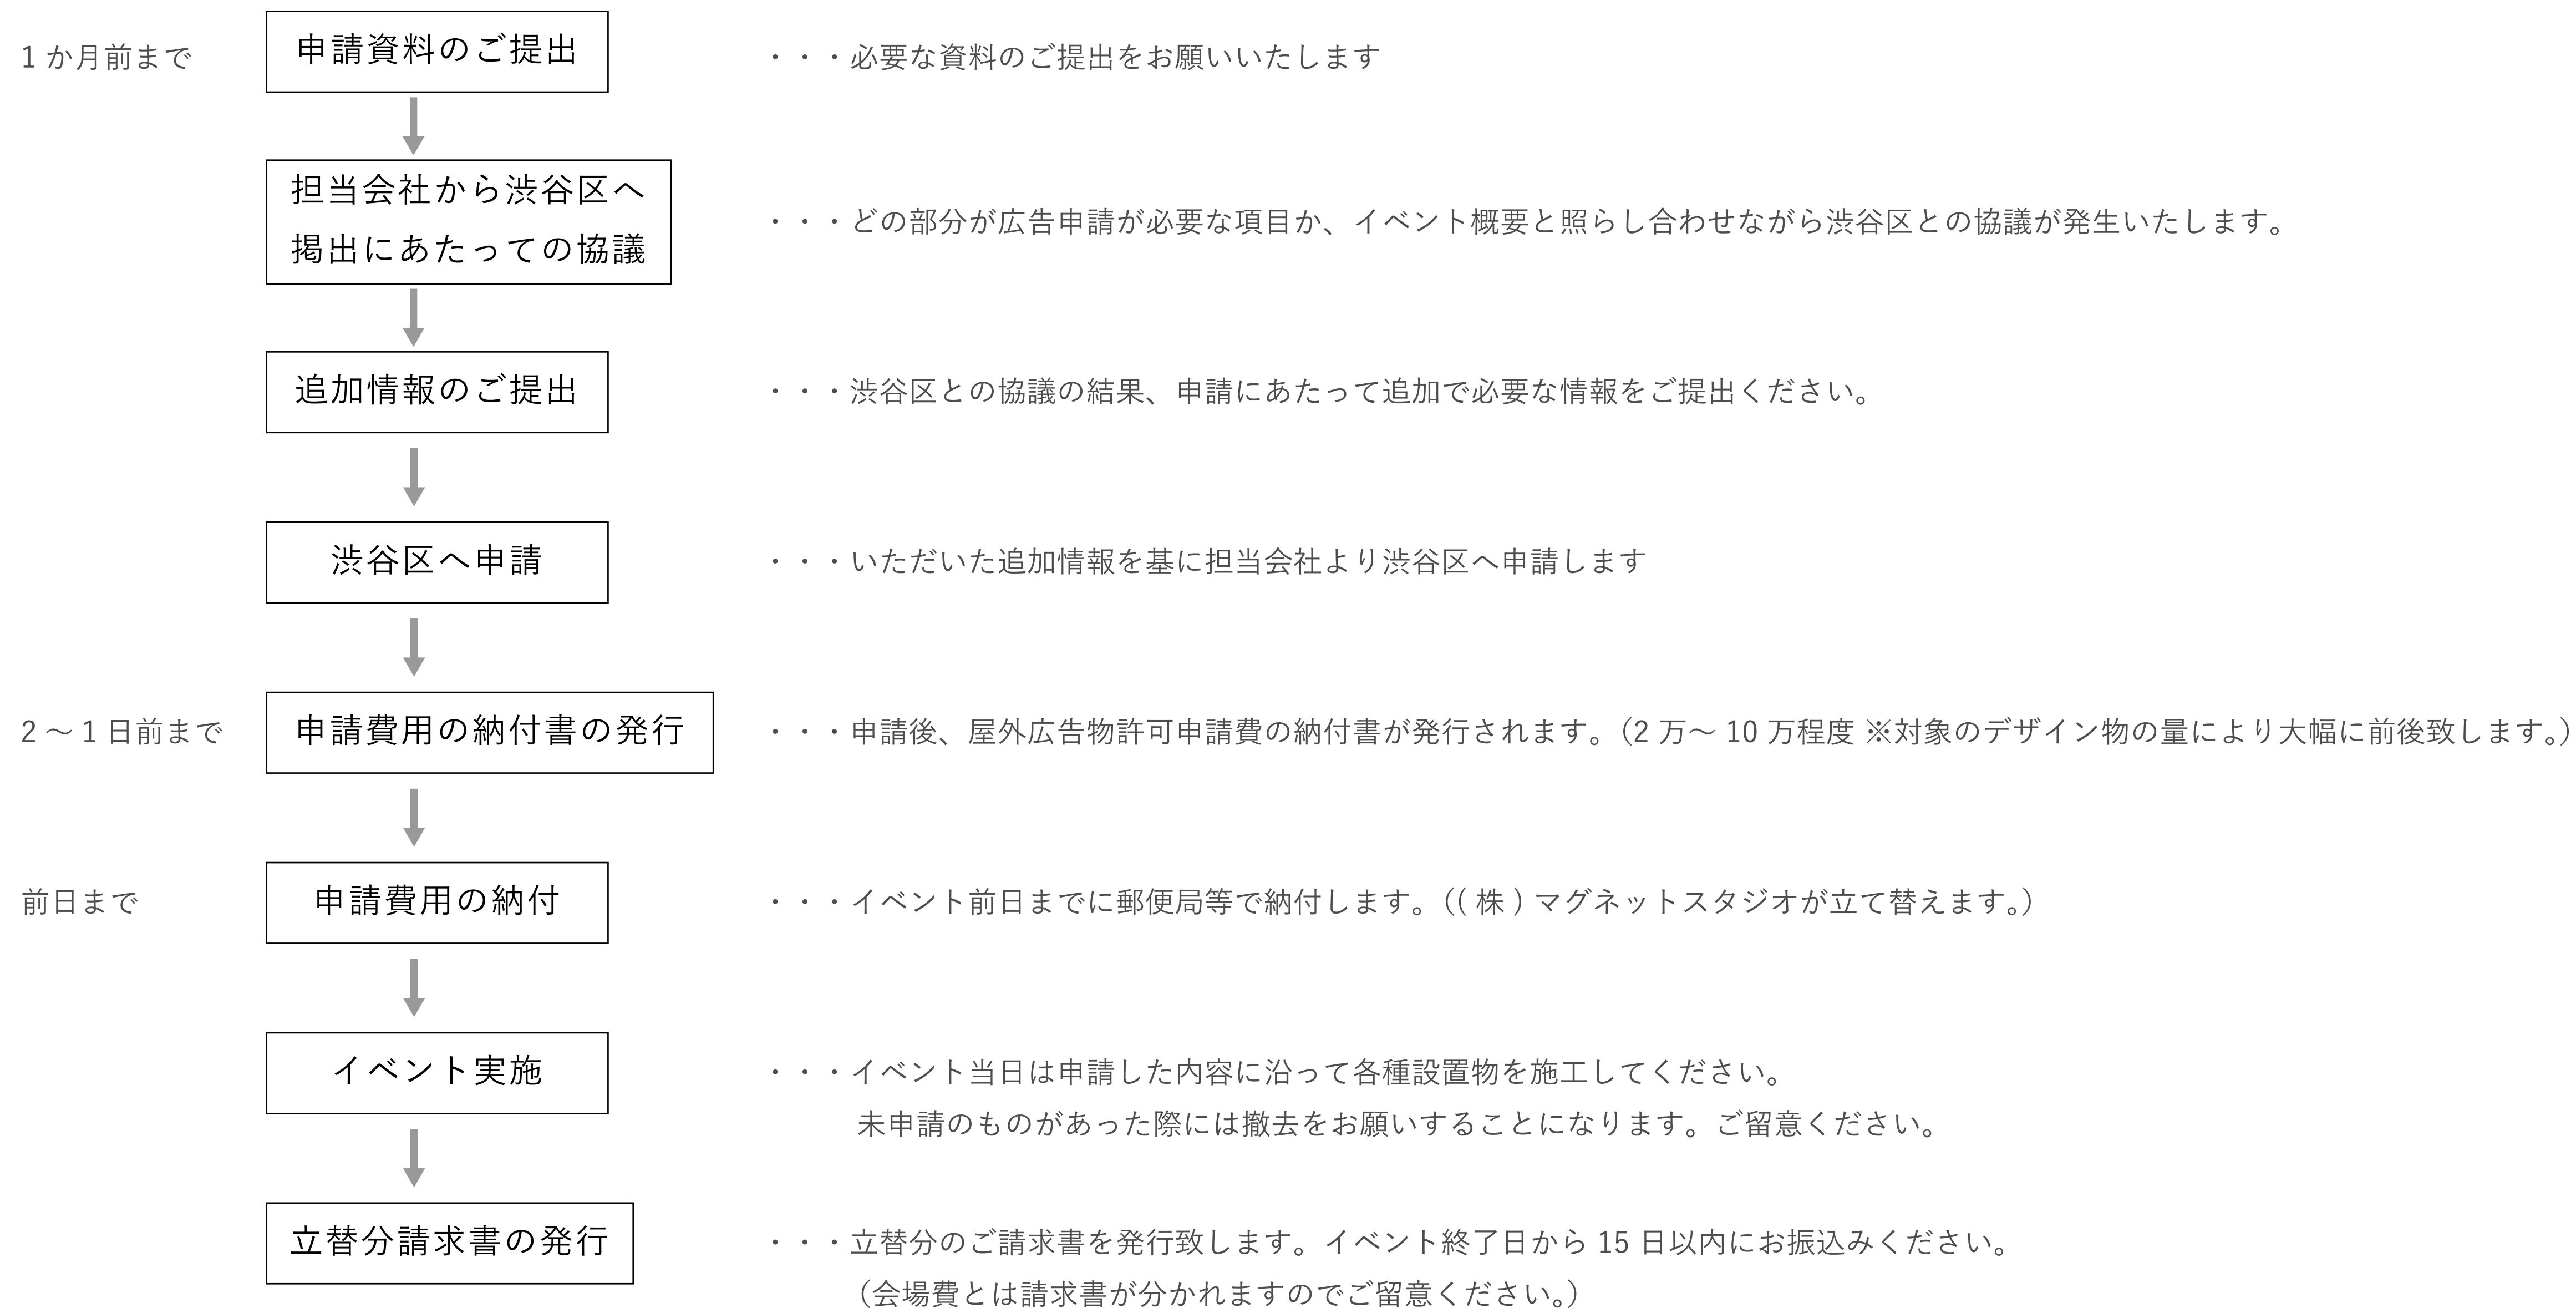 1 か月前まで
申請資料のご提出
・・・必要な資料のご提出をお願いいたします
担当会社から渋谷区へ
掲出にあたっての協議
・・・どの部分が広告申請が必要な項目か、イベント概要と照らし合わせながら渋谷区との協議が発生いたします。
追加情報のご提出
・・・渋谷区との協議の結果、申請にあたって追加で必要な情報をご提出ください。
渋谷区へ申請
・・・いただいた追加情報を基に担当会社より渋谷区へ申請します
2 〜 1 日前まで
申請費用の納付書の発行
・・・申請後、屋外広告物許可申請費の納付書が発行されます。（2 万〜 10 万程度 ※対象のデザイン物の量により大幅に前後致します。）
前日まで
申請費用の納付
・・・イベント前日までに郵便局等で納付します。（( 株 ) マグネットスタジオが立て替えます。）
イベント実施
・・・イベント当日は申請した内容に沿って各種設置物を施工してください。
未申請のものがあった際には撤去をお願いすることになります。ご留意ください。
立替分請求書の発行
・・・立替分のご請求書を発行致します。イベント終了日から 15 日以内にお振込みください。
（会場費とは請求書が分かれますのでご留意ください。）